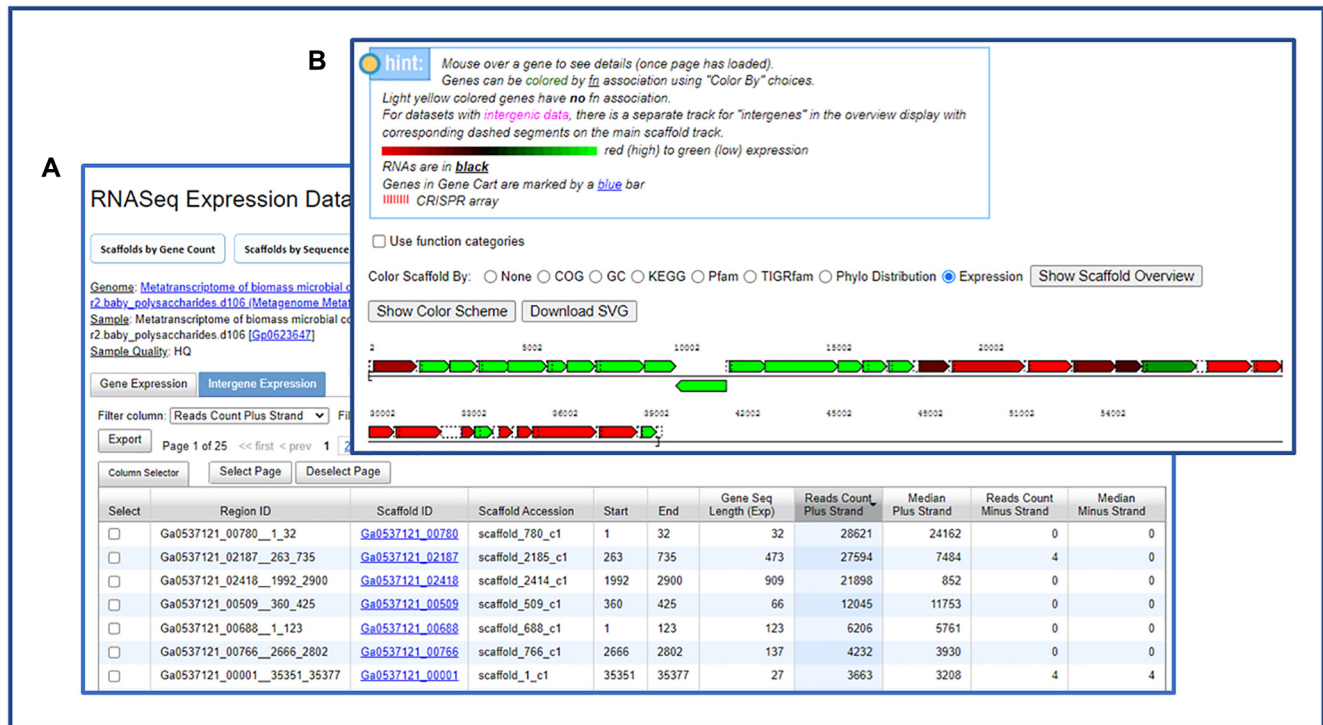 B
hint: Mouse over a gene to see details (once page has loaded).
Genes can be colored by fn association using "Color By" choices.
Light yellow colored genes have no fn association.
For datasets with intergenic data, there is a separate track for "intergenes" in the overview display with
corresponding dashed segments on the main scaffold track.
red (high) to green (low) expression
RNAs are in black
Genes in Gene Cart are marked by a blue bar
CRISPR array
Use function categories
Color Scaffold By: None COG GC KEGG Pfam TIGRfam Phylo Distribution Expression Show Scaffold Overview
Show Color Scheme Download SVG
2 5002 10002 15002 20002
30002 33002 36002 39002 42002 45002 48002 51002 54002
A
RNASeq Expression Data
Scaffolds by Gene Count Scaffolds by Sequence
Genome: Metatranscriptome of biomass microbial c
r2.baby_polysaccharides.d106 (Metagenome Metat
Sample: Metatranscriptome of biomass microbial co
r2.baby_polysaccharides.d106 [Gp0623647]
Sample Quality: HQ
Gene Expression Intergene Expression
Filter column: Reads Count Plus Strand Fil
Export Page 1 of 25 << first < prev 1 2
Column Selector Select Page Deselect Page
Select Region ID Scaffold ID Scaffold Accession Start End Gene Seq Length (Exp) Reads Count Plus Strand Median Plus Strand Reads Count Minus Strand Median Minus Strand
Ga0537121_00780__1_32 Ga0537121_00780 scaffold_780_c1 1 32 32 28621 24162 0 0
Ga0537121_02187__263_735 Ga0537121_02187 scaffold_2185_c1 263 735 473 27594 7484 4 0
Ga0537121_02418__1992_2900 Ga0537121_02418 scaffold_2414_c1 1992 2900 909 21898 852 0 0
Ga0537121_00509__360_425 Ga0537121_00509 scaffold_509_c1 360 425 66 12045 11753 0 0
Ga0537121_00688__1_123 Ga0537121_00688 scaffold_688_c1 1 123 123 6206 5761 0 0
Ga0537121_00766__2666_2802 Ga0537121_00766 scaffold_766_c1 2666 2802 137 4232 3930 0 0
Ga0537121_00001__35351_35377 Ga0537121_00001 scaffold_1_c1 35351 35377 27 3663 3208 4 4